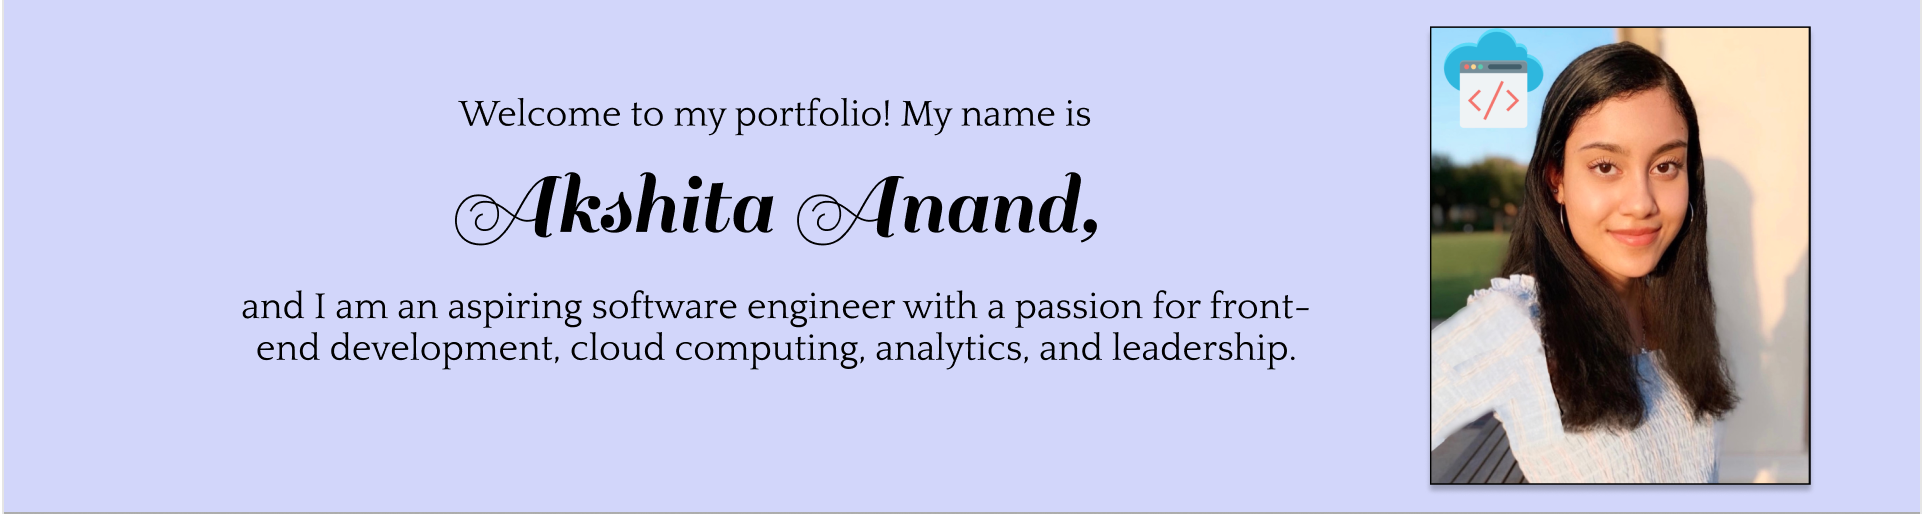 Welcome to my portfolio! My name is
Akshita Anand,
and I am an aspiring software engineer with a passion for front-
end development, cloud computing, analytics, and leadership.
</>